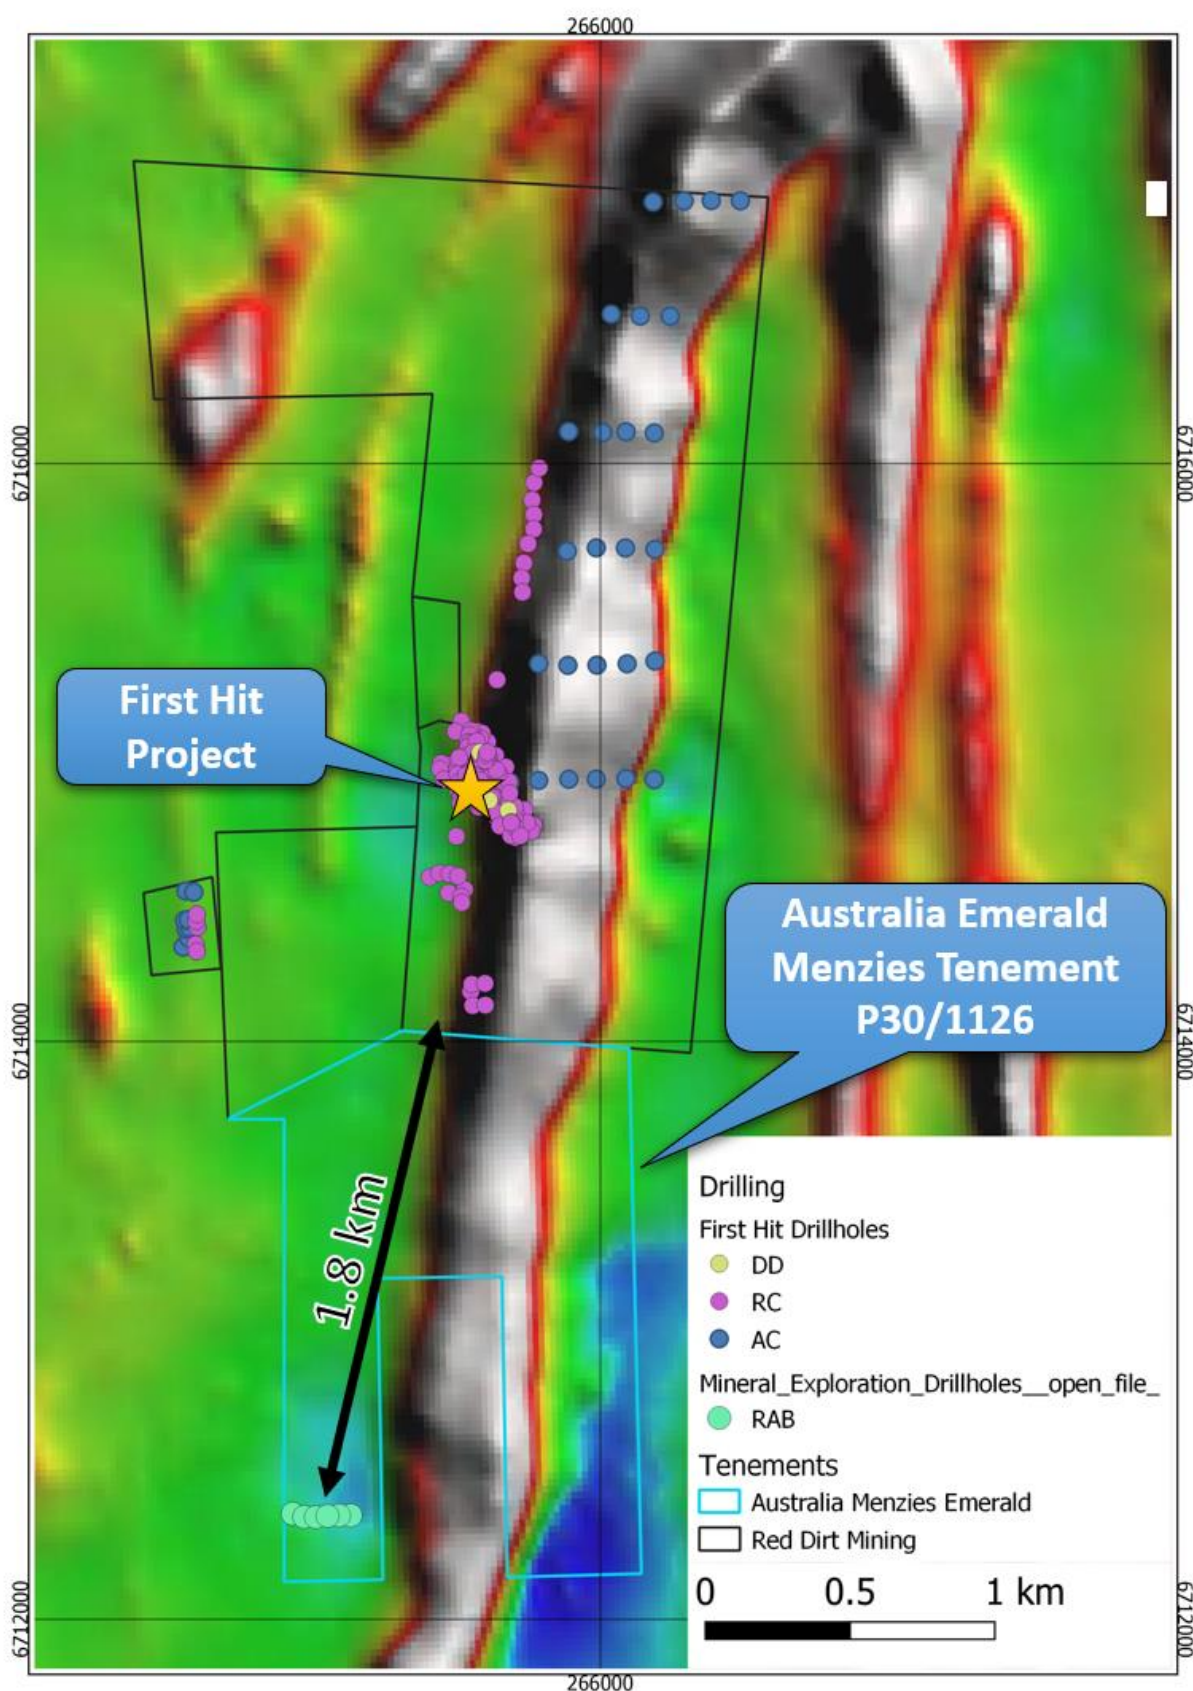 266000
6716000
6716000
First Hit
Project
Australia Emerald
Menzies Tenement
P30/1126
6714000
6714000
1.8 km
Drilling
First Hit Drillholes
DD
RC
AC
Mineral_Exploration_Drillholes__open_file_
RAB
Tenements
Australia Menzies Emerald
Red Dirt Mining
0 0.5 1 km
6712000
6712000
266000